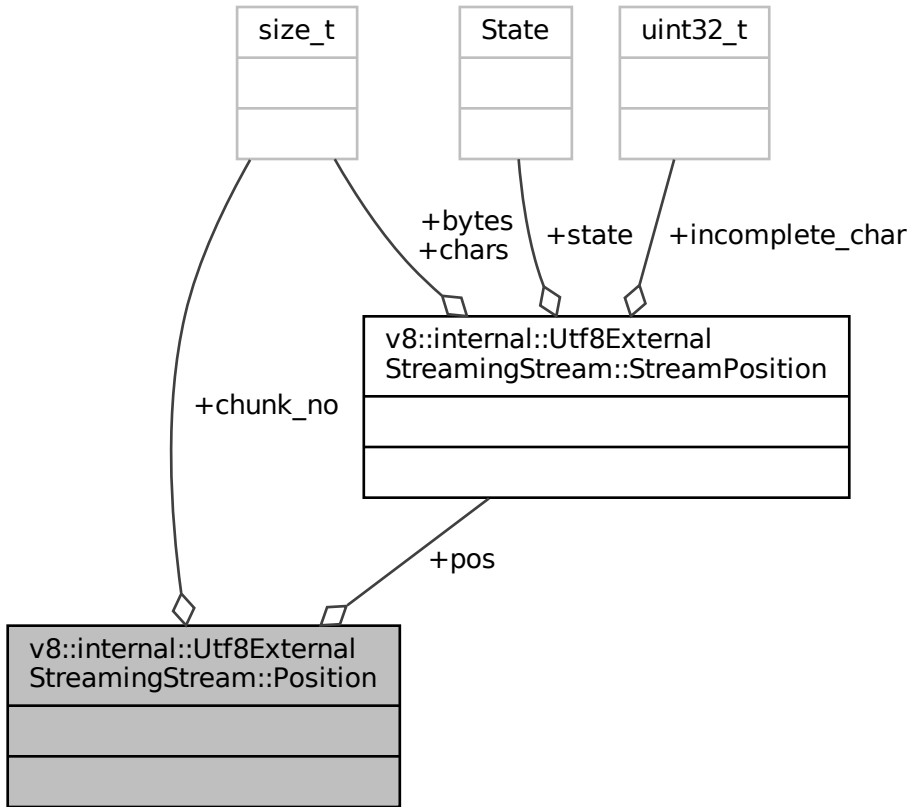 size_t
State
uint32_t
+bytes
+chars
+state
+incomplete_char
v8::internal::Utf8External
StreamingStream::StreamPosition
+chunk_no
+pos
v8::internal::Utf8External
StreamingStream::Position